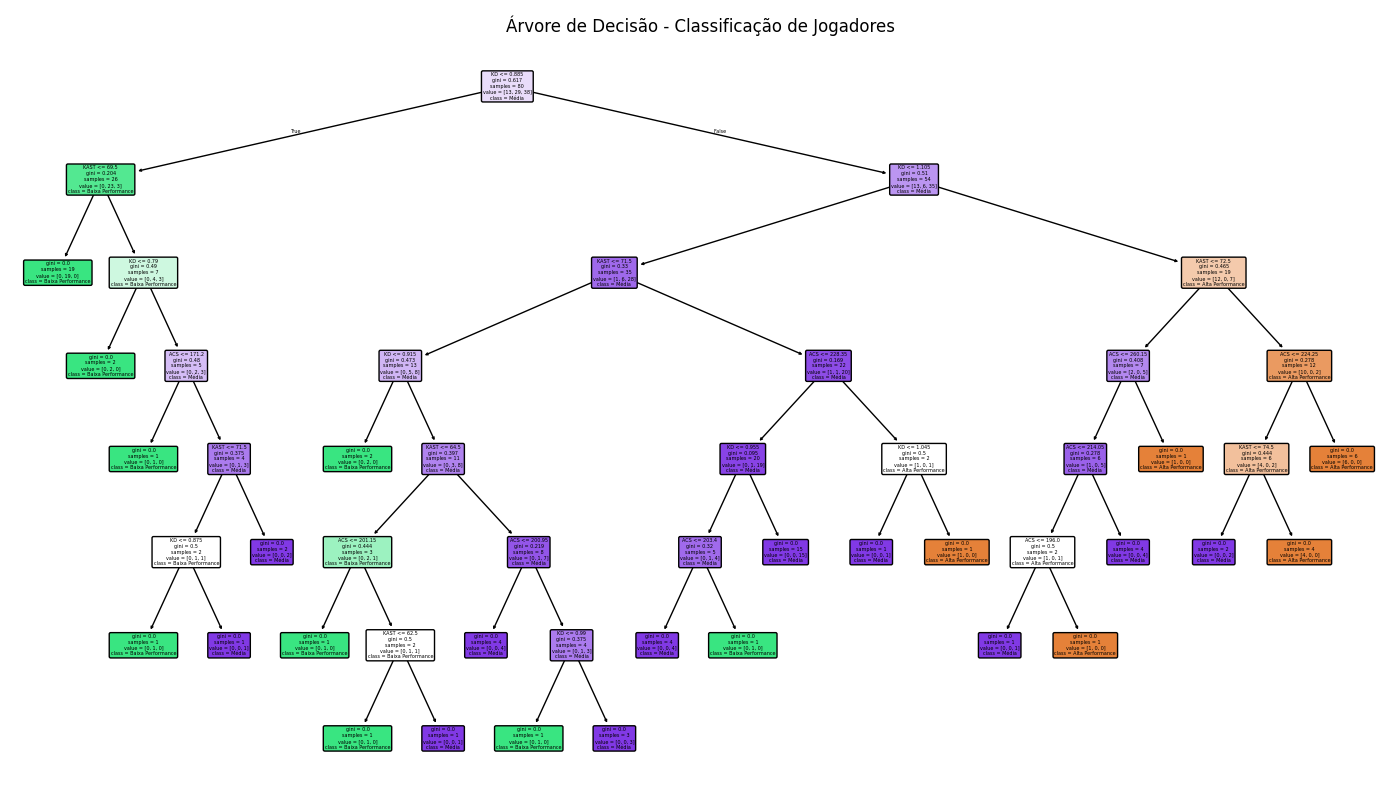 Árvore de Decisão - Classificação de Jogadores
KD <= 0.885
gini = 0.617
samples = 80
value = [13, 29, 38]
class = Média
True
False
KAST <= 69.5
gini = 0.204
samples = 26
value = [0, 23, 3]
class = Baixa Performance
KD <= 1.105
gini = 0.51
samples = 54
value = [13, 6, 35]
class = Média
gini = 0.0
samples = 19
value = [0, 19, 0]
class = Baixa Performance
KD <= 0.79
gini = 0.49
samples = 7
value = [0, 4, 3]
class = Baixa Performance
KAST <= 71.5
gini = 0.33
samples = 35
value = [1, 6, 28]
class = Média
KAST <= 72.5
gini = 0.465
samples = 19
value = [12, 0, 7]
class = Alta Performance
gini = 0.0
samples = 2
value = [0, 2, 0]
class = Baixa Performance
ACS <= 171.2
gini = 0.48
samples = 5
value = [0, 2, 3]
class = Média
KD <= 0.915
gini = 0.473
samples = 13
value = [0, 5, 8]
class = Média
ACS <= 228.35
gini = 0.169
samples = 22
value = [1, 1, 20]
class = Média
ACS <= 260.15
gini = 0.408
samples = 7
value = [2, 0, 5]
class = Média
ACS <= 224.25
gini = 0.278
samples = 12
value = [10, 0, 2]
class = Alta Performance
gini = 0.0
samples = 1
value = [0, 1, 0]
class = Baixa Performance
KAST <= 71.5
gini = 0.375
samples = 4
value = [0, 1, 3]
class = Média
gini = 0.0
samples = 2
value = [0, 2, 0]
class = Baixa Performance
KAST <= 64.5
gini = 0.397
samples = 11
value = [0, 3, 8]
class = Média
KD <= 0.955
gini = 0.095
samples = 20
value = [0, 1, 19]
class = Média
KD <= 1.045
gini = 0.5
samples = 2
value = [1, 0, 1]
class = Alta Performance
ACS <= 214.05
gini = 0.278
samples = 6
value = [1, 0, 5]
class = Média
gini = 0.0
samples = 1
value = [1, 0, 0]
class = Alta Performance
KAST <= 74.5
gini = 0.444
samples = 6
value = [4, 0, 2]
class = Alta Performance
gini = 0.0
samples = 6
value = [6, 0, 0]
class = Alta Performance
KD <= 0.875
gini = 0.5
samples = 2
value = [0, 1, 1]
class = Baixa Performance
gini = 0.0
samples = 2
value = [0, 0, 2]
class = Média
ACS <= 201.15
gini = 0.444
samples = 3
value = [0, 2, 1]
class = Baixa Performance
ACS <= 200.95
gini = 0.219
samples = 8
value = [0, 1, 7]
class = Média
ACS <= 203.4
gini = 0.32
samples = 5
value = [0, 1, 4]
class = Média
gini = 0.0
samples = 15
value = [0, 0, 15]
class = Média
gini = 0.0
samples = 1
value = [0, 0, 1]
class = Média
gini = 0.0
samples = 1
value = [1, 0, 0]
class = Alta Performance
ACS <= 196.0
gini = 0.5
samples = 2
value = [1, 0, 1]
class = Alta Performance
gini = 0.0
samples = 4
value = [0, 0, 4]
class = Média
gini = 0.0
samples = 2
value = [0, 0, 2]
class = Média
gini = 0.0
samples = 4
value = [4, 0, 0]
class = Alta Performance
gini = 0.0
samples = 1
value = [0, 1, 0]
class = Baixa Performance
gini = 0.0
samples = 1
value = [0, 0, 1]
class = Média
gini = 0.0
samples = 1
value = [0, 1, 0]
class = Baixa Performance
KAST <= 62.5
gini = 0.5
samples = 2
value = [0, 1, 1]
class = Baixa Performance
gini = 0.0
samples = 4
value = [0, 0, 4]
class = Média
KD <= 0.99
gini = 0.375
samples = 4
value = [0, 1, 3]
class = Média
gini = 0.0
samples = 4
value = [0, 0, 4]
class = Média
gini = 0.0
samples = 1
value = [0, 1, 0]
class = Baixa Performance
gini = 0.0
samples = 1
value = [0, 0, 1]
class = Média
gini = 0.0
samples = 1
value = [1, 0, 0]
class = Alta Performance
gini = 0.0
samples = 1
value = [0, 1, 0]
class = Baixa Performance
gini = 0.0
samples = 1
value = [0, 0, 1]
class = Média
gini = 0.0
samples = 1
value = [0, 1, 0]
class = Baixa Performance
gini = 0.0
samples = 3
value = [0, 0, 3]
class = Média